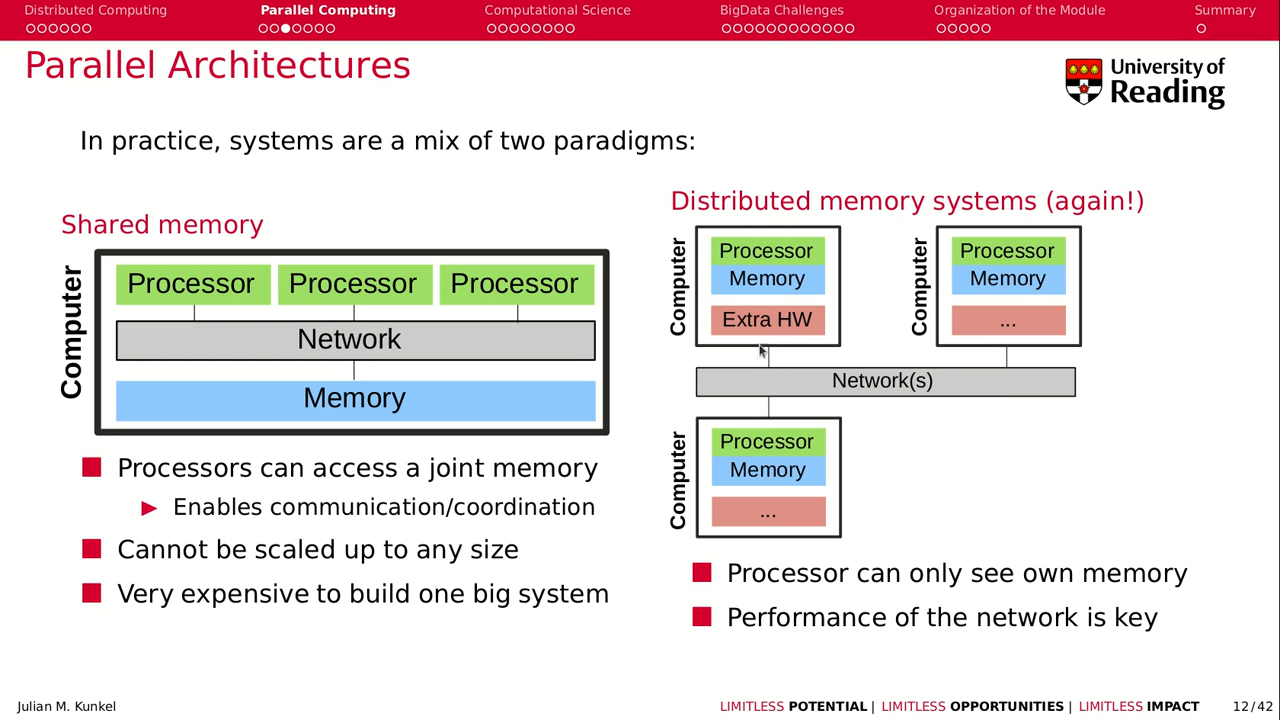 Distributed Computing
Parallel Computing
Computational Science
BigData Challenges
Organization of the Module
Summary
Parallel Architectures
University of
Reading
In practice, systems are a mix of two paradigms:
Shared memory
Computer
Processor Processor Processor
Network
Memory
Processors can access a joint memory
Enables communication/coordination
Cannot be scaled up to any size
Very expensive to build one big system
Distributed memory systems (again!)
Computer
Processor
Memory
Extra HW
Computer
Processor
Memory
...
Network(s)
Computer
Processor
Memory
...
Processor can only see own memory
Performance of the network is key
Julian M. Kunkel
LIMITLESS POTENTIAL | LIMITLESS OPPORTUNITIES | LIMITLESS IMPACT
12/42